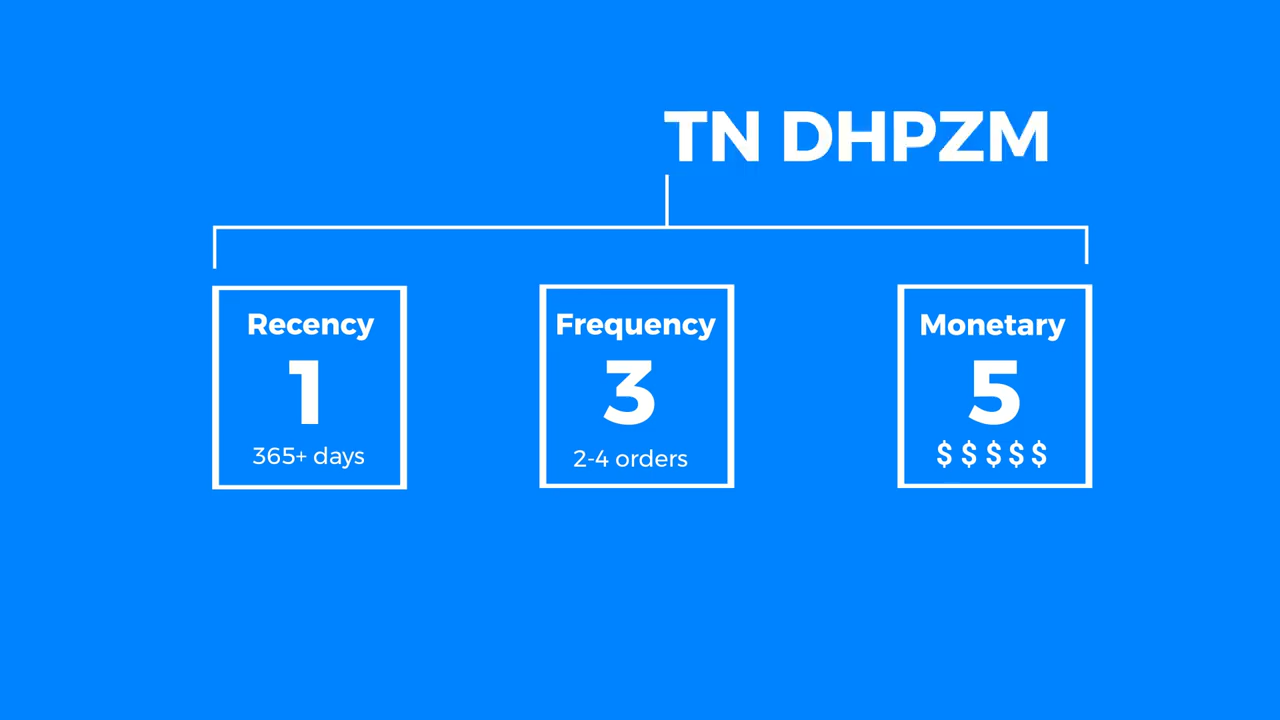 TN DHPZM
Recency
1
365+ days
Frequency
3
2-4 orders
Monetary
5
$ $ $ $ $